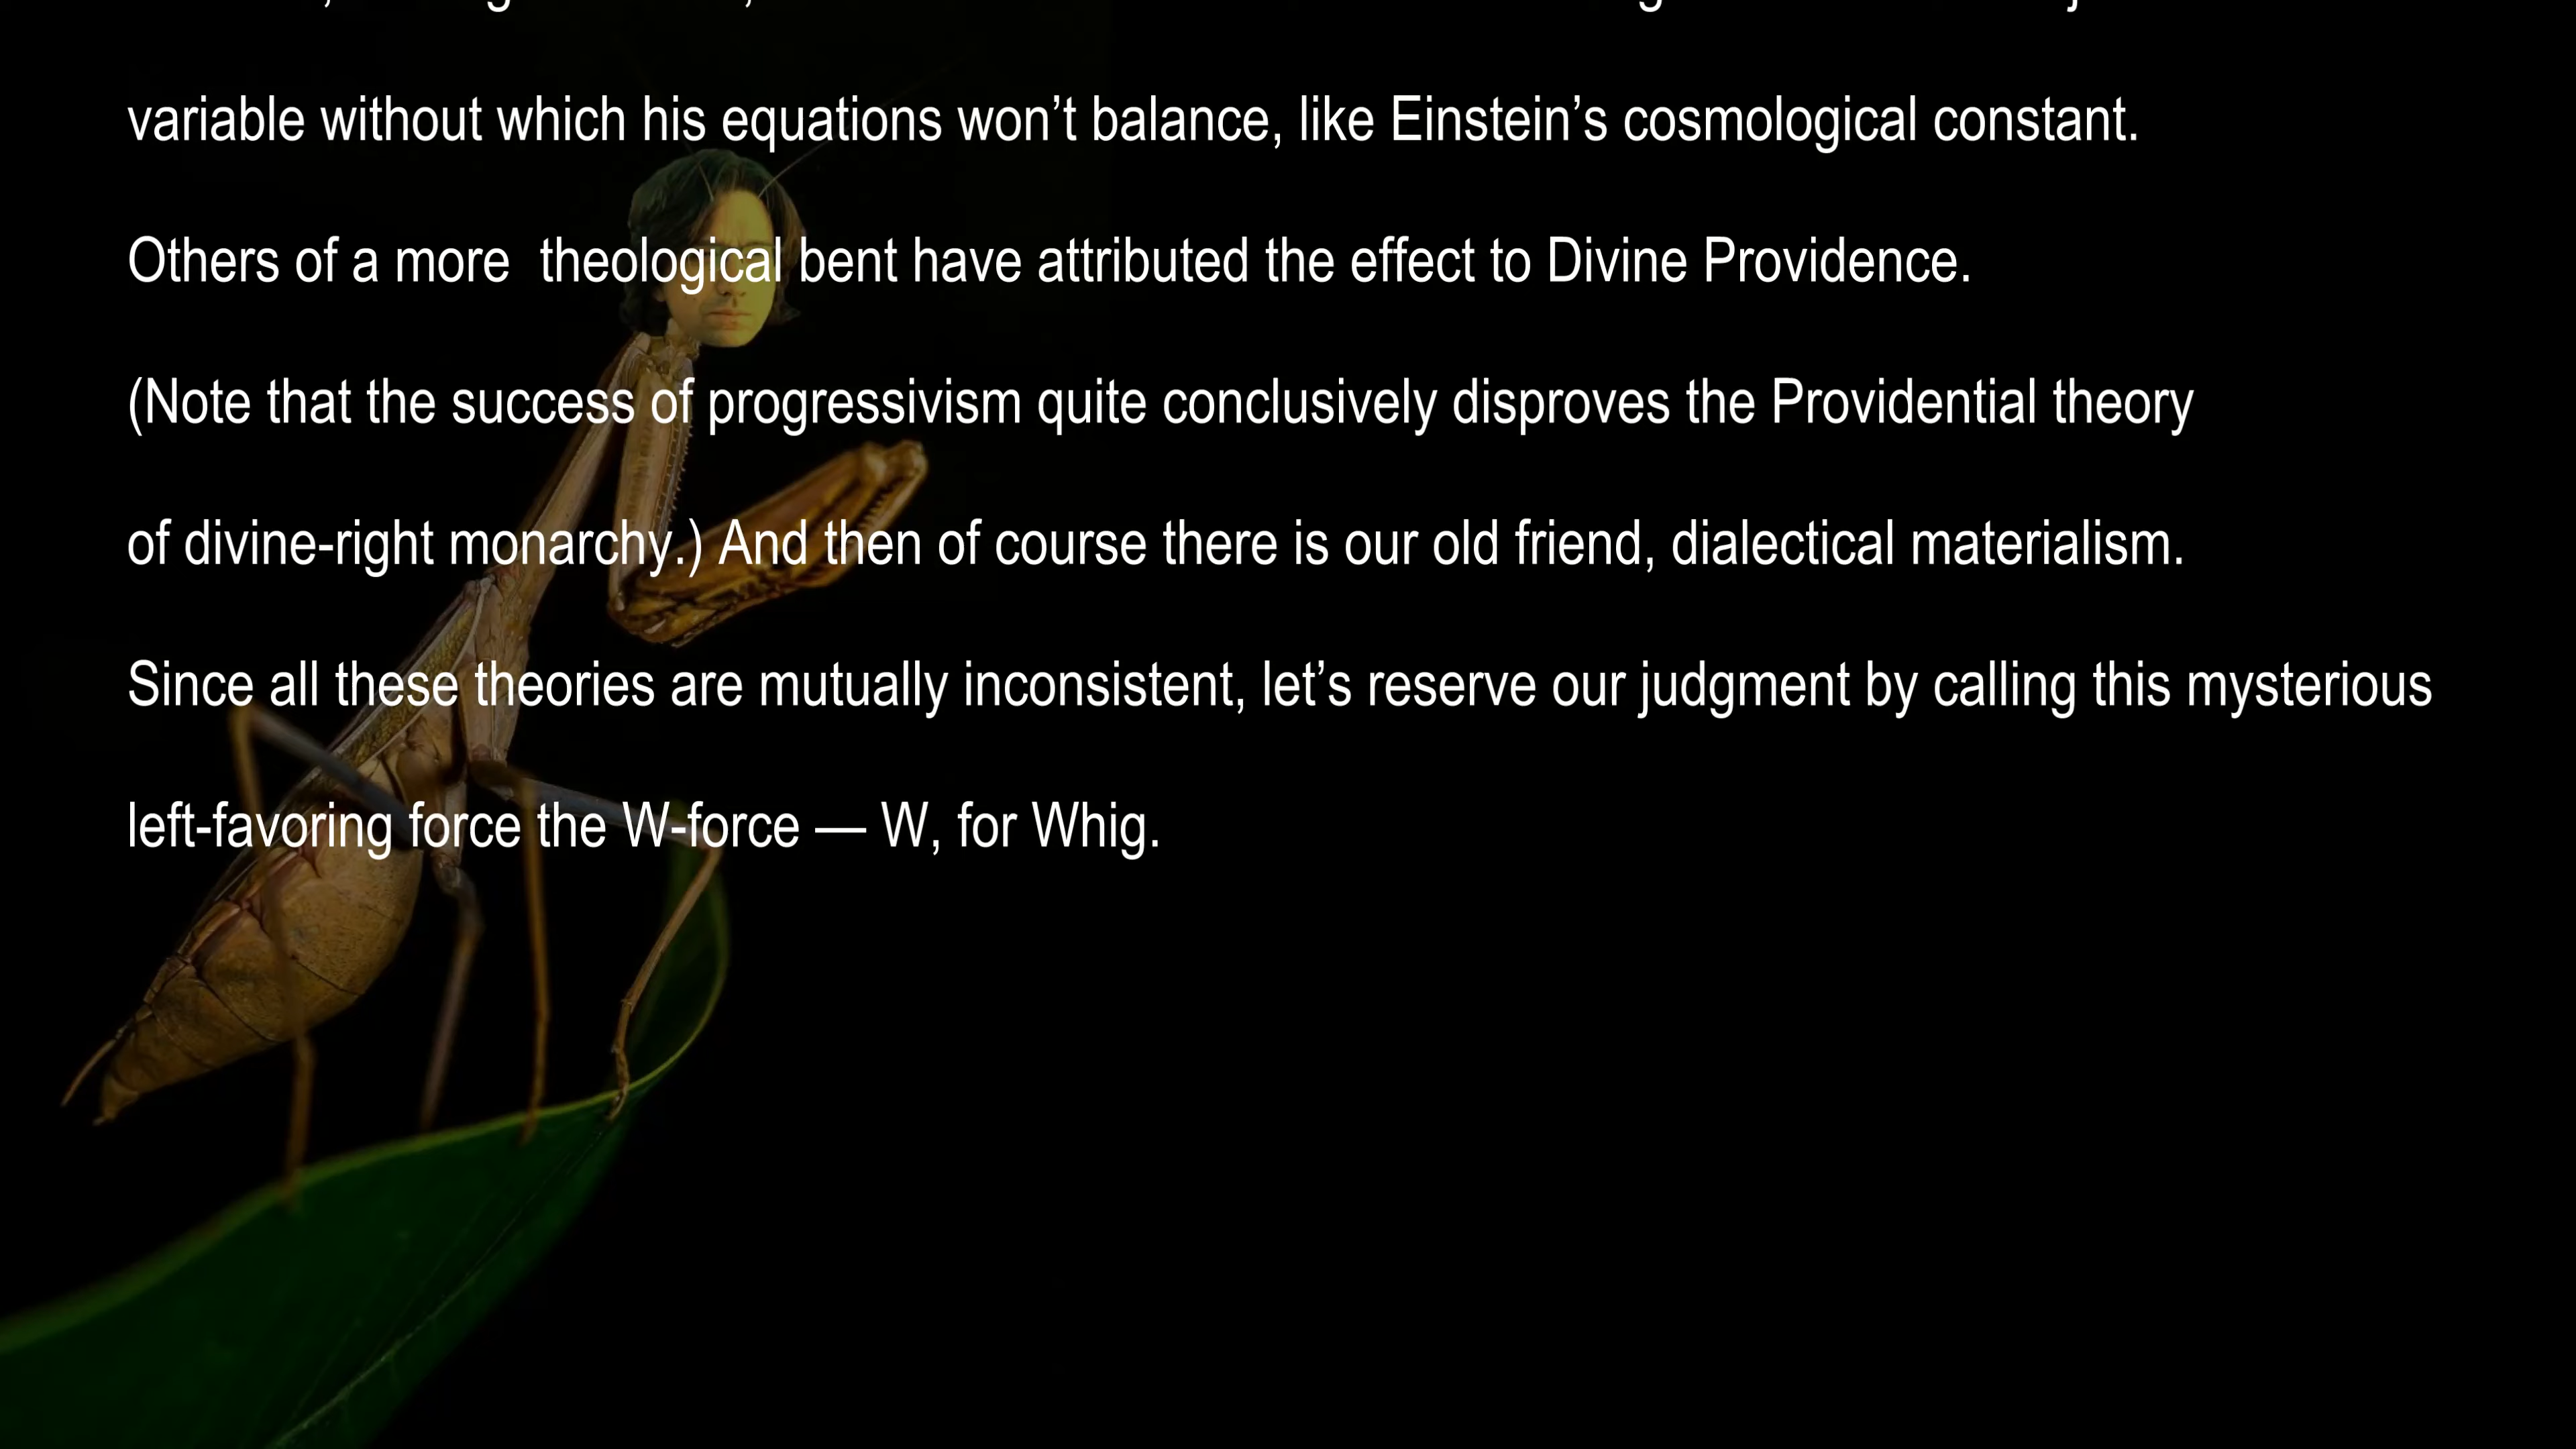 variable without which his equations won’t balance, like Einstein’s cosmological constant.
Others of a more  theological bent have attributed the effect to Divine Providence.
(Note that the success of progressivism quite conclusively disproves the Providential theory
of divine-right monarchy.) And then of course there is our old friend, dialectical materialism.
Since all these theories are mutually inconsistent, let’s reserve our judgment by calling this mysterious
left-favoring force the W-force — W, for Whig.